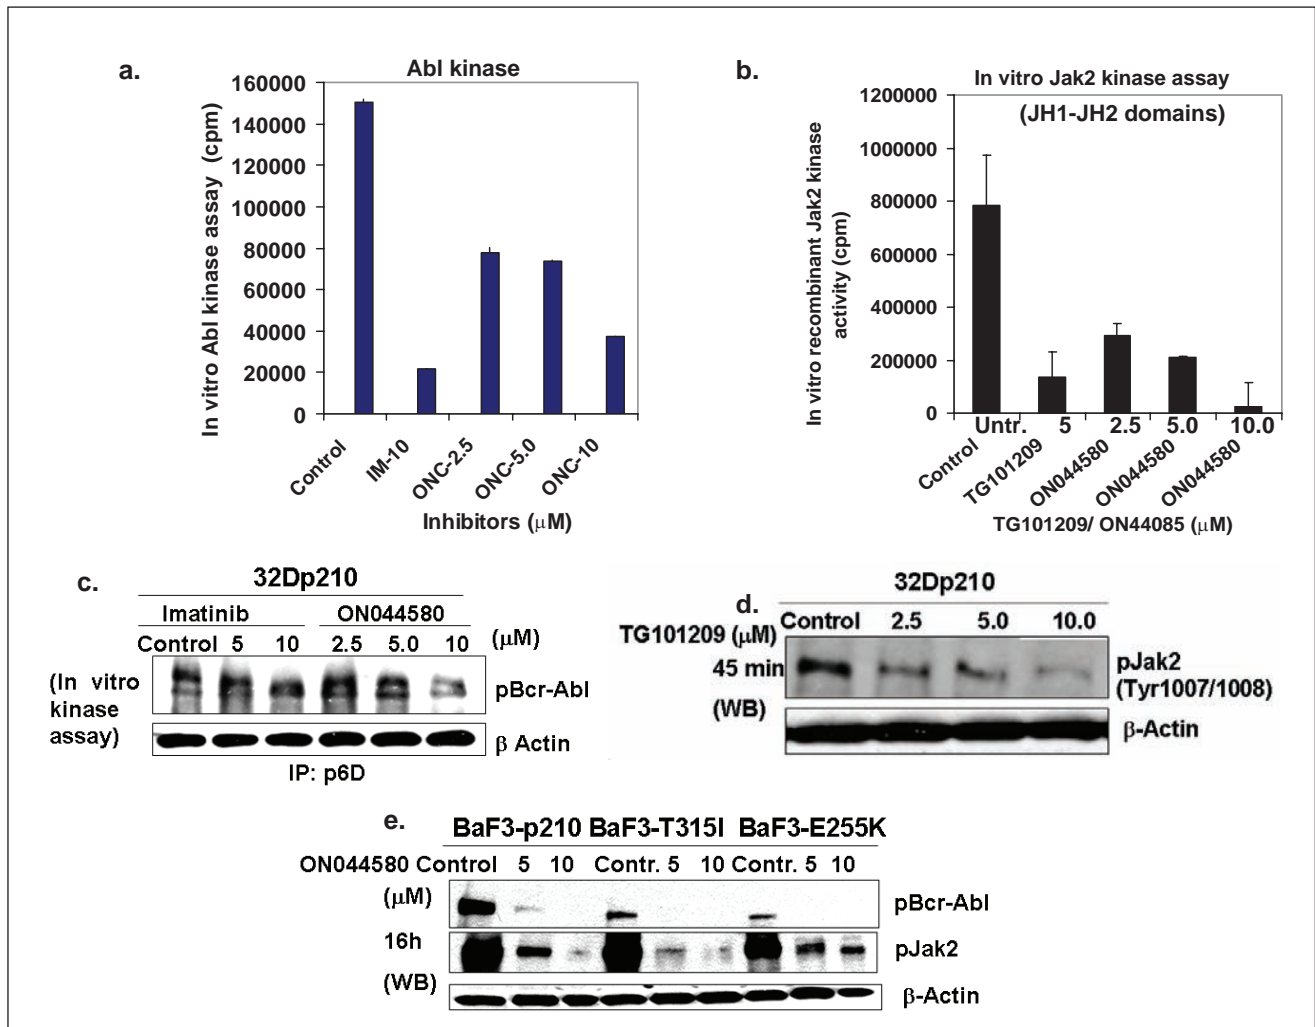 a.
Abl kinase
160000
140000
120000
100000
80000
60000
40000
20000
0
In vitro Abl kinase assay (cpm)
Control
IM-10
ONC-2.5
ONC-5.0
ONC-10
Inhibitors (μM)
b.
In vitro Jak2 kinase assay
(JH1-JH2 domains)
1200000
1000000
800000
600000
400000
200000
0
In vitro recombinant Jak2 kinase
activity (cpm)
Untr. 5 2.5 5.0 10.0
Control
TG101209
ON044580
ON044580
ON044580
TG101209/ ON44085 (μM)
c.
32Dp210
Imatinib ON044580
Control 5 10 2.5 5.0 10 (μM)
(In vitro
kinase
assay)
pBcr-Abl
β Actin
IP: p6D
d.
32Dp210
TG101209 (μM) Control 2.5 5.0 10.0
45 min
(WB)
pJak2
(Tyr1007/1008)
β-Actin
e.
BaF3-p210 BaF3-T315I BaF3-E255K
ON044580 Control 5 10 Contr. 5 10 Contr. 5 10
(μM)
pBcr-Abl
16h
pJak2
(WB)
β-Actin